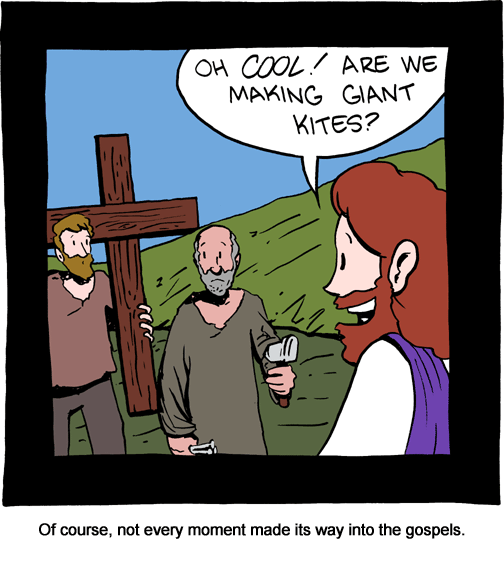 OH COOL! ARE WE
MAKING GIANT
KITES?
Of course, not every moment made its way into the gospels.